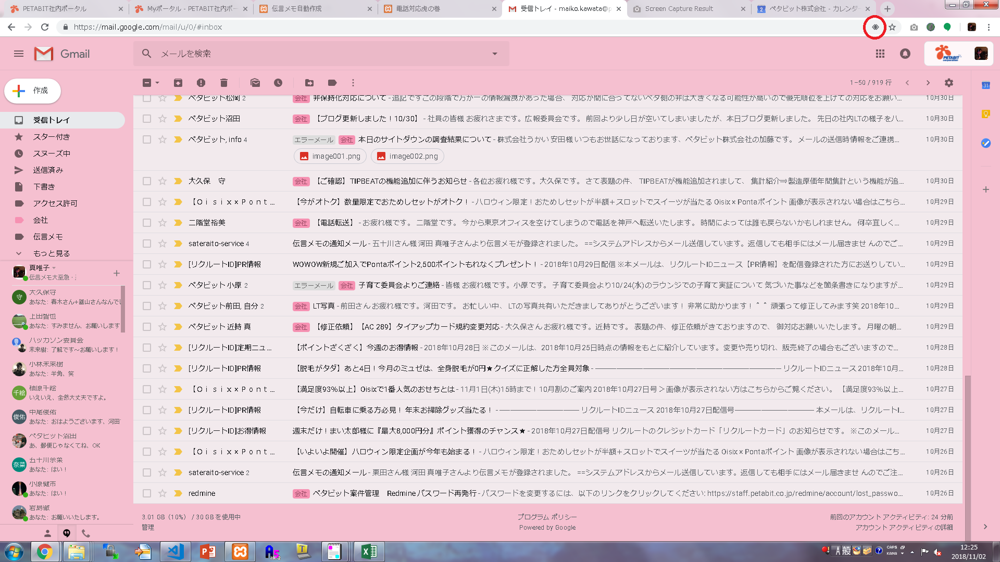 PETABIT社内ポータル
Myポータル - PETABIT社内ポー
伝言メモ自動作成
電話対応虎の巻
受信トレイ - maiko.kawata@p
Screen Capture Result
ペタビット株式会社 - カレンダ
https://mail.google.com/mail/u/0/#inbox
Gmail
メールを検索
PETABIT
corporation
作成
1–50 / 919 行
受信トレイ
スター付き
スヌーズ中
送信済み
下書き
アクセス許可
会社
伝言メモ
もっと見る
ペタビット松岡 2 会社 非保持化対応について - 追記ですこの段階で万が一の情報漏洩があった場合、 対応が間に合ってないペタ側の非は大きくなる可能性が高いので優先順位を上げての対応をお願い... 10月30日
ペタビット沼田 会社 【ブログ更新しました！10/30】 - 社員の皆様 お疲れさまです。広報委員会です。 前回より少し日が空いてしまいましたが、本日ブログ更新しました。 先日の社内LTの様子を八... 10月30日
ペタビット, info 4 エラーメール 会社 本日のサイトダウンの調査結果について - 株式会社うかい 安田様 いつもお世話になっております、ペタビット株式会社の加藤です。 メールの送信時情報をご連携... 10月30日
image001.png image002.png
大久保　守 会社 【ご確認】TIPBEATの機能追加に伴うお知らせ - 各位お疲れ様です。大久保です。 さて表題の件、 TIPBEATが機能追加されまして、 集計紹介⇒製造原価年間集計という機能が追... 10月30日
【Ｏｉｓｉｘ×Ｐｏｎｔ... 【今がオトク】数量限定でおためしセットがオトク！ - ハロウィン限定！おためしセットが半額＋スロットでスイーツが当たる Oisix × Pontaポイント 画像が表示されない場合はこちら... 10月29日
二階堂裕美 会社 【電話転送】 - お疲れ様です。 二階堂です。 今から東京オフィスを空けてしまうので電話を神戸へ転送いたします。 時間によっては誰も戻らないかもしれません。 何卒宜しく... 10月29日
sateraito-service 4 伝言メモの通知メール - 五十川さん様 河田 真唯子さんより伝言メモが登録されました。 ==システムアドレスからメール送信しています。返信しても相手にはメール届きませ んのでご... 10月29日
[リクルートID]PR情報 WOWOW新規ご加入でPontaポイント2,500ポイントもれなくプレゼント！ - 2018年10月29日配信 ※本メールは、リクルートIDニュース【PR情報】を配信登録された方にお送りしてい... 10月29日
ペタビット 小原 2 エラーメール 会社 子育て委員会よりご連絡 - 皆様 お疲れ様です。小原です。 子育て委員会より10/24(水)のラウンジでの子育て実証について 気づいた事などを箇条書きになりますが... 10月29日
ペタビット前田, 自分 2 会社 LT写真 - 前田さん お疲れ様です。河田です。 お忙しい中、 LTの写真共有いただきましてありがとうございます！ 非常に助かります！＾＾ 頑張って修正してみます笑 2018年10... 10月29日
ペタビット 近持 真 会社 【修正依頼】【AC 289】タイアップカード規約変更対応 - 大久保さん お疲れ様です。近持です。 表題の件、修正依頼がきておりますので、 御対応お願いいたします。 月曜の朝... 10月29日
[リクルートID]定期ニュ... 【ポイントざくざく】今週のお得情報 - 2018年10月28日 ※ このメールは、2018年10月25日時点の情報をもとに紹介しています。変更や売り切れ、販売終了の場合もございますので... 10月28日
[リクルートID]PR情報 【脱毛がタダ】あと4日！今月のミュゼは、全身脱毛が0円★クイズに正解した方全員対象 - ―――――――――――――――――――――― リクルートIDニュース 2018年10月... 10月28日
【Ｏｉｓｉｘ×Ｐｏｎｔ... 【満足度93％以上】Oisixで1番人気のおせちとは - 11月1日(木)15時まで！10月割のご案内 2018年10月27日号 ＞画像が表示されない方はこちらからご覧ください。 【満足度93％以上... 10月27日
[リクルートID]PR情報 【今だけ】自転車に乗る方必見！ 年末お掃除グッズ当たる！ - ――――――――― リクルートIDニュース 2018年10月27日配信号――――――――― 本メールは、リクルートI... 10月27日
[リクルートID]お得情報 週末だけ！まい太郎様に『最大8,000円分』ポイント獲得のチャンス★ - 2018年10月27日配信号 リクルートのクレジットカード「リクルートカード」のお知らせです。 ※このメール... 10月27日
【Ｏｉｓｉｘ×Ｐｏｎｔ... 【いよいよ開催】ハロウィン限定企画が今年も始まる！ - ハロウィン限定！おためしセットが半額＋スロットでスイーツが当たる Oisix × Pontaポイント 画像が表示されない場合はこち... 10月26日
sateraito-service 2 伝言メモの通知メール - 栗田さん様 河田 真唯子さんより伝言メモが登録されました。 ==システムアドレスからメール送信しています。返信しても相手にはメール届きませ んのでご注... 10月26日
redmine 会社 ペタビット案件管理　Redmine パスワード再発行 - パスワードを変更するには、以下のリンクをクリックしてください: https://staff.petabit.co.jp/redmine/account/lost_passwo... 10月26日
真唯子
伝言メモ大至急・
守
大久保守
あなた: 春木さん+譜山さんなんでし
上田智也
あなた: すみません、お願いします
ハッカソン委員会
未来樹: 了解です～お願いします！
小林未来樹
あなた: 半角、笑
千絵
植原千絵
いえいえ、全然大丈夫ですよ。
俊佑
中尾俊佑
あなた: おはようございます、河田
ペタビット沼田
あ、郵便じゃなくてね、OK
奈菜
五十川奈菜
あなた: はい！
小原健市
あなた: はい！
岩島徹
あなた: お願いいたします。
3.01 GB（10%） / 30 GB を使用中
管理
プログラム ポリシー
Powered by Google
前回のアカウント アクティビティ: 24 分前
アカウント アクティビティの詳細
A般
CAPS
KANA
12:25
2018/11/02